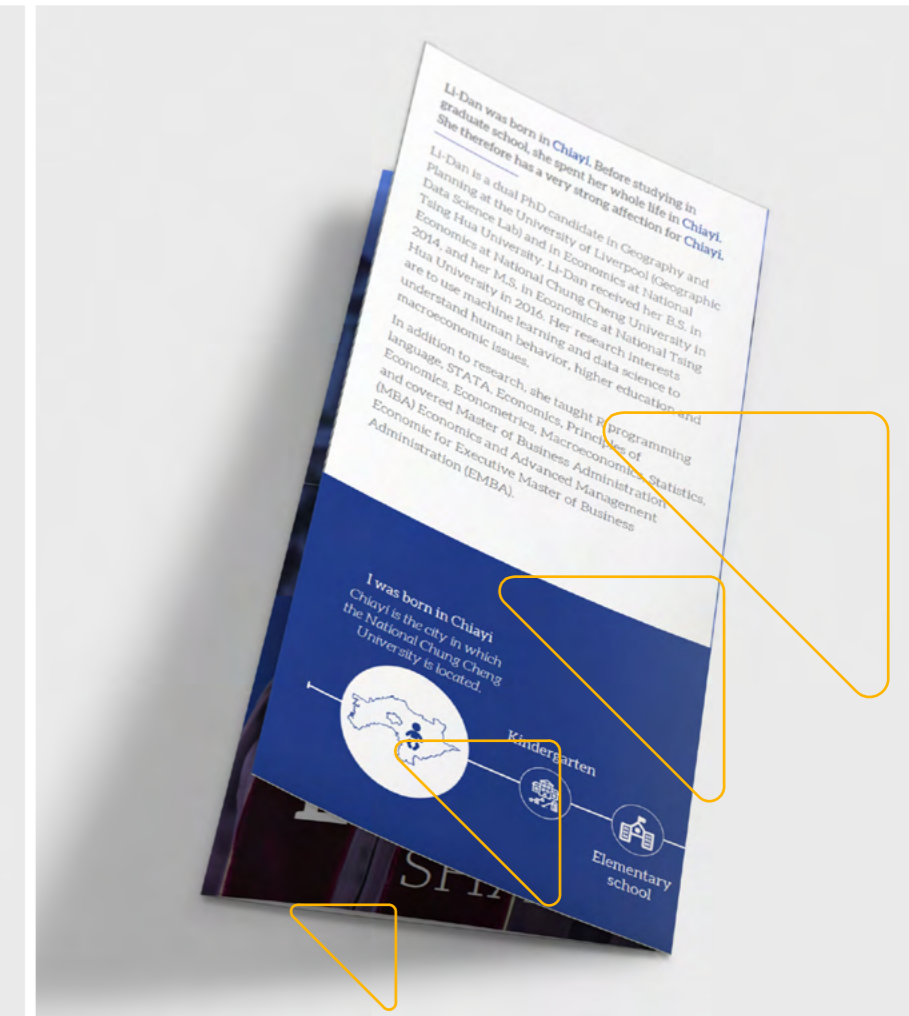 Li-Dan was born in Chiayi. Before studying in
graduate school, she spent her whole life in Chiayi.
She therefore has a very strong affection for Chiayi.
Li-Dan is a dual PhD candidate in Geography and
Planning at the University of Liverpool (Geographic
Data Science Lab) and in Economics at National
Tsing Hua University. Li-Dan received her B.S. in
Economics at National Chung Cheng University in
2014, and her M.S. in Economics at National Tsing
Hua University in 2016. Her research interests
are to use machine learning and data science to
understand human behavior, higher education and
macroeconomic issues.
In addition to research, she taught R programming
language, STATA, Economics, Principles of
Economics, Econometrics, Macroeconomics, Statistics,
and covered Master of Business Administration
(MBA) Economics and Advanced Management
Economic for Executive Master of Business
Administration (EMBA).
I was born in Chiayi
Chiayi is the city in which
the National Chung Cheng
University is located.
Kindergarten
Elementary
school